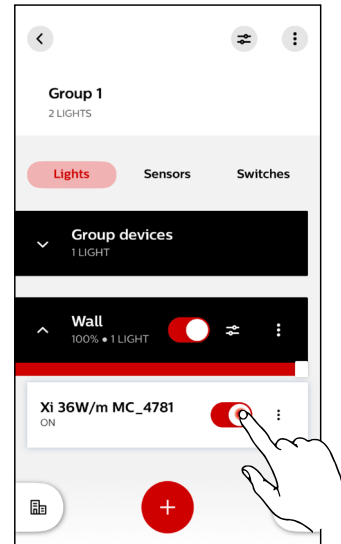 Group 1
2 LIGHTS
Lights Sensors Switches
Group devices
1 LIGHT
Wall
100% • 1 LIGHT
Xi 36W/m MC_4781
ON